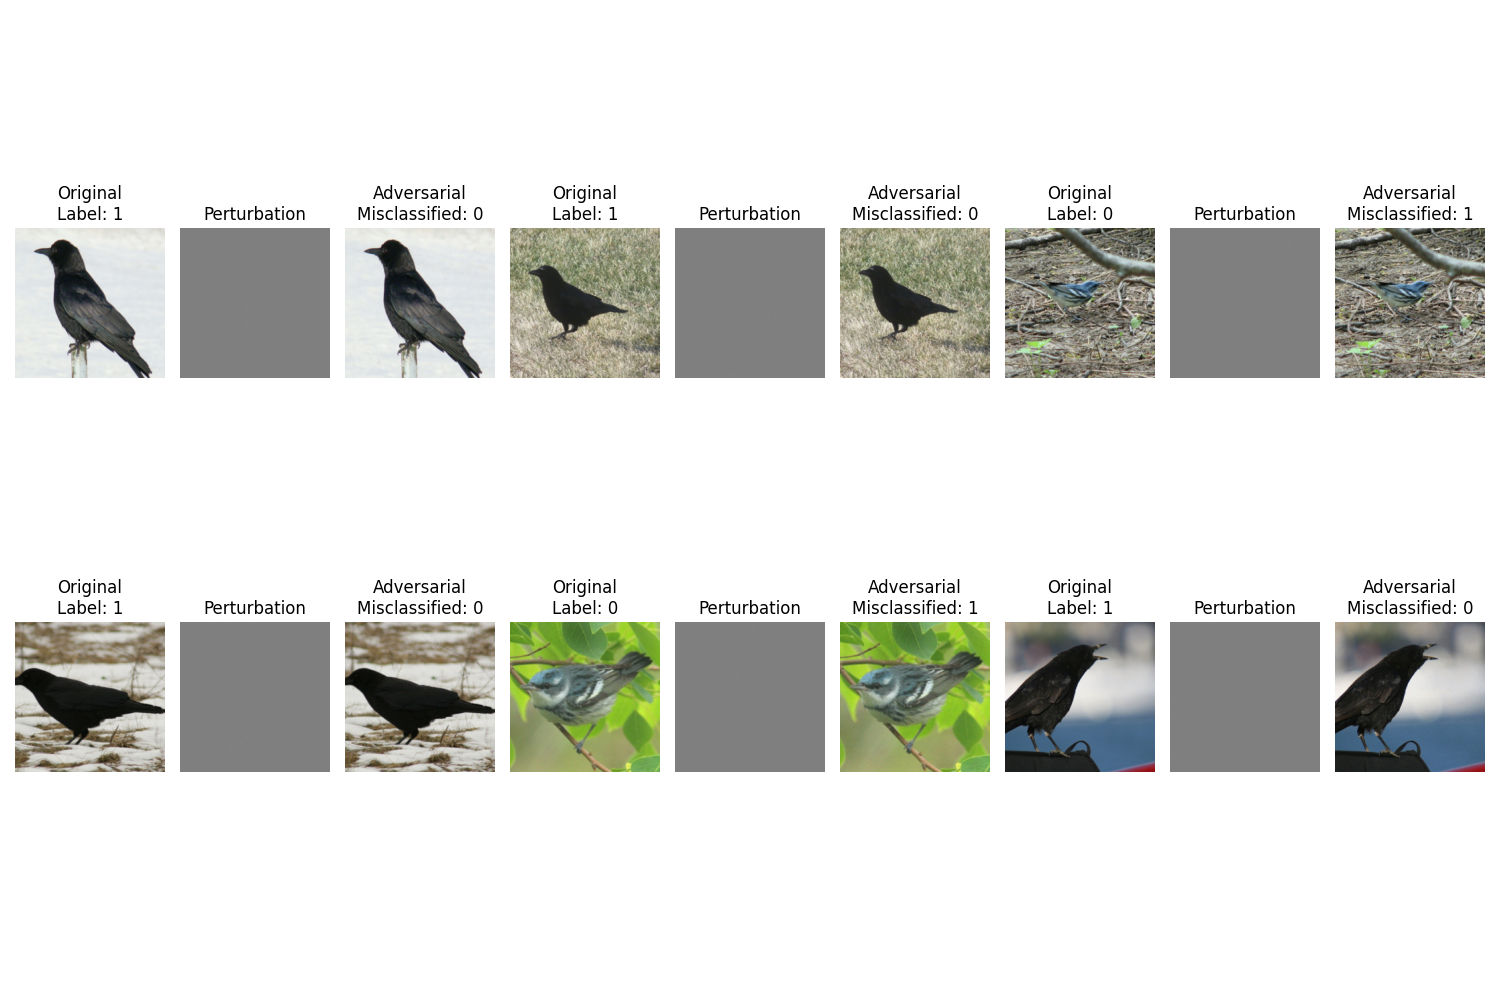 Original
Label: 1
Perturbation
Adversarial
Misclassified: 0
Original
Label: 1
Perturbation
Adversarial
Misclassified: 0
Original
Label: 0
Perturbation
Adversarial
Misclassified: 1
Original
Label: 1
Perturbation
Adversarial
Misclassified: 0
Original
Label: 0
Perturbation
Adversarial
Misclassified: 1
Original
Label: 1
Perturbation
Adversarial
Misclassified: 0